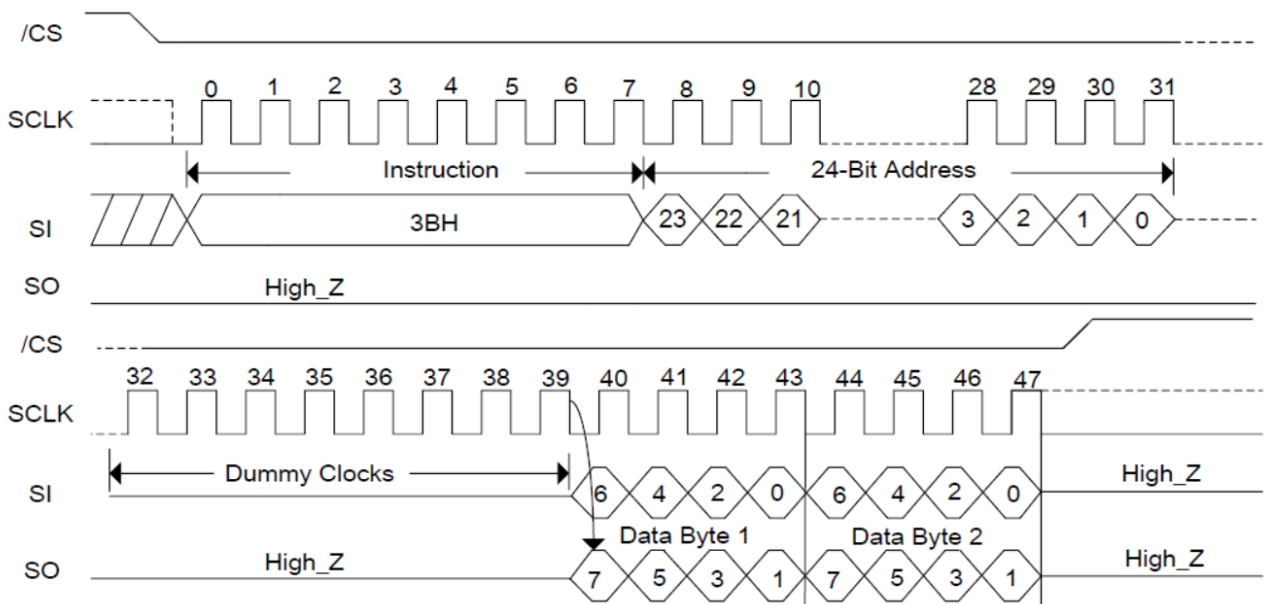 /CS
0 1 2 3 4 5 6 7 8 9 10 28 29 30 31
SCLK
Instruction 24-Bit Address
SI 3BH 23 22 21 3 2 1 0
SO High_Z
/CS
32 33 34 35 36 37 38 39 40 41 42 43 44 45 46 47
SCLK
Dummy Clocks High_Z
SI 6 4 2 0 6 4 2 0
Data Byte 1 Data Byte 2
SO High_Z 7 5 3 1 7 5 3 1 High_Z